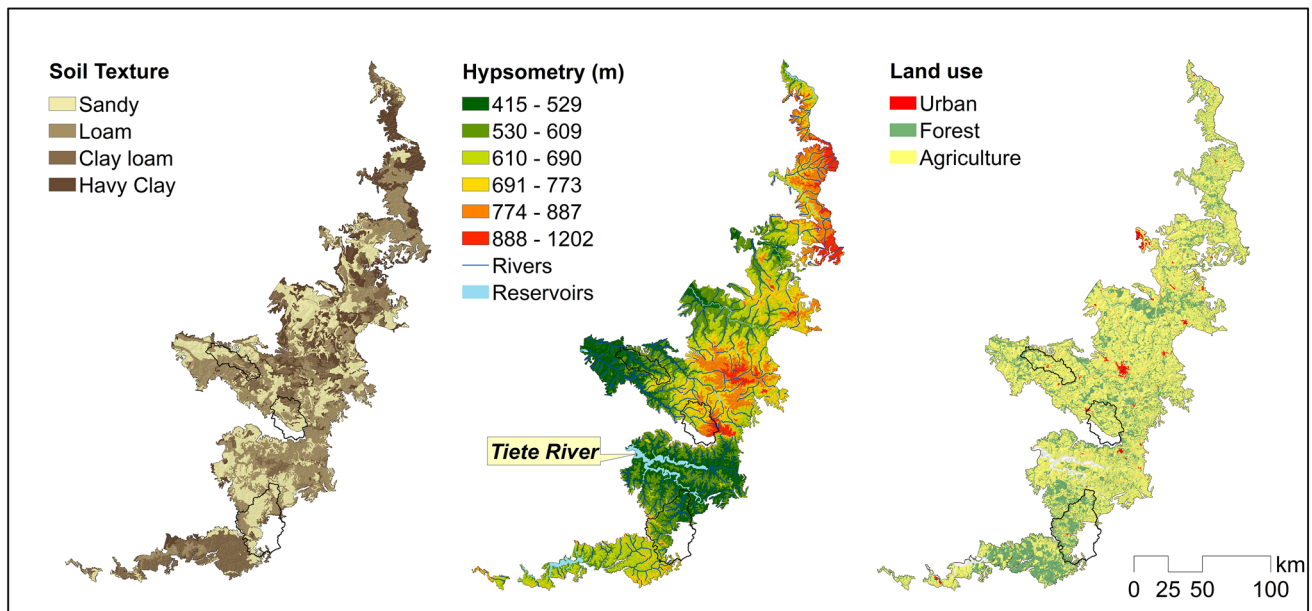 Soil Texture
Sandy
Loam
Clay loam
Havy Clay
Hypsometry (m)
415 - 529
530 - 609
610 - 690
691 - 773
774 - 887
888 - 1202
Rivers
Reservoirs
Tiete River
Land use
Urban
Forest
Agriculture
km
0 25 50 100